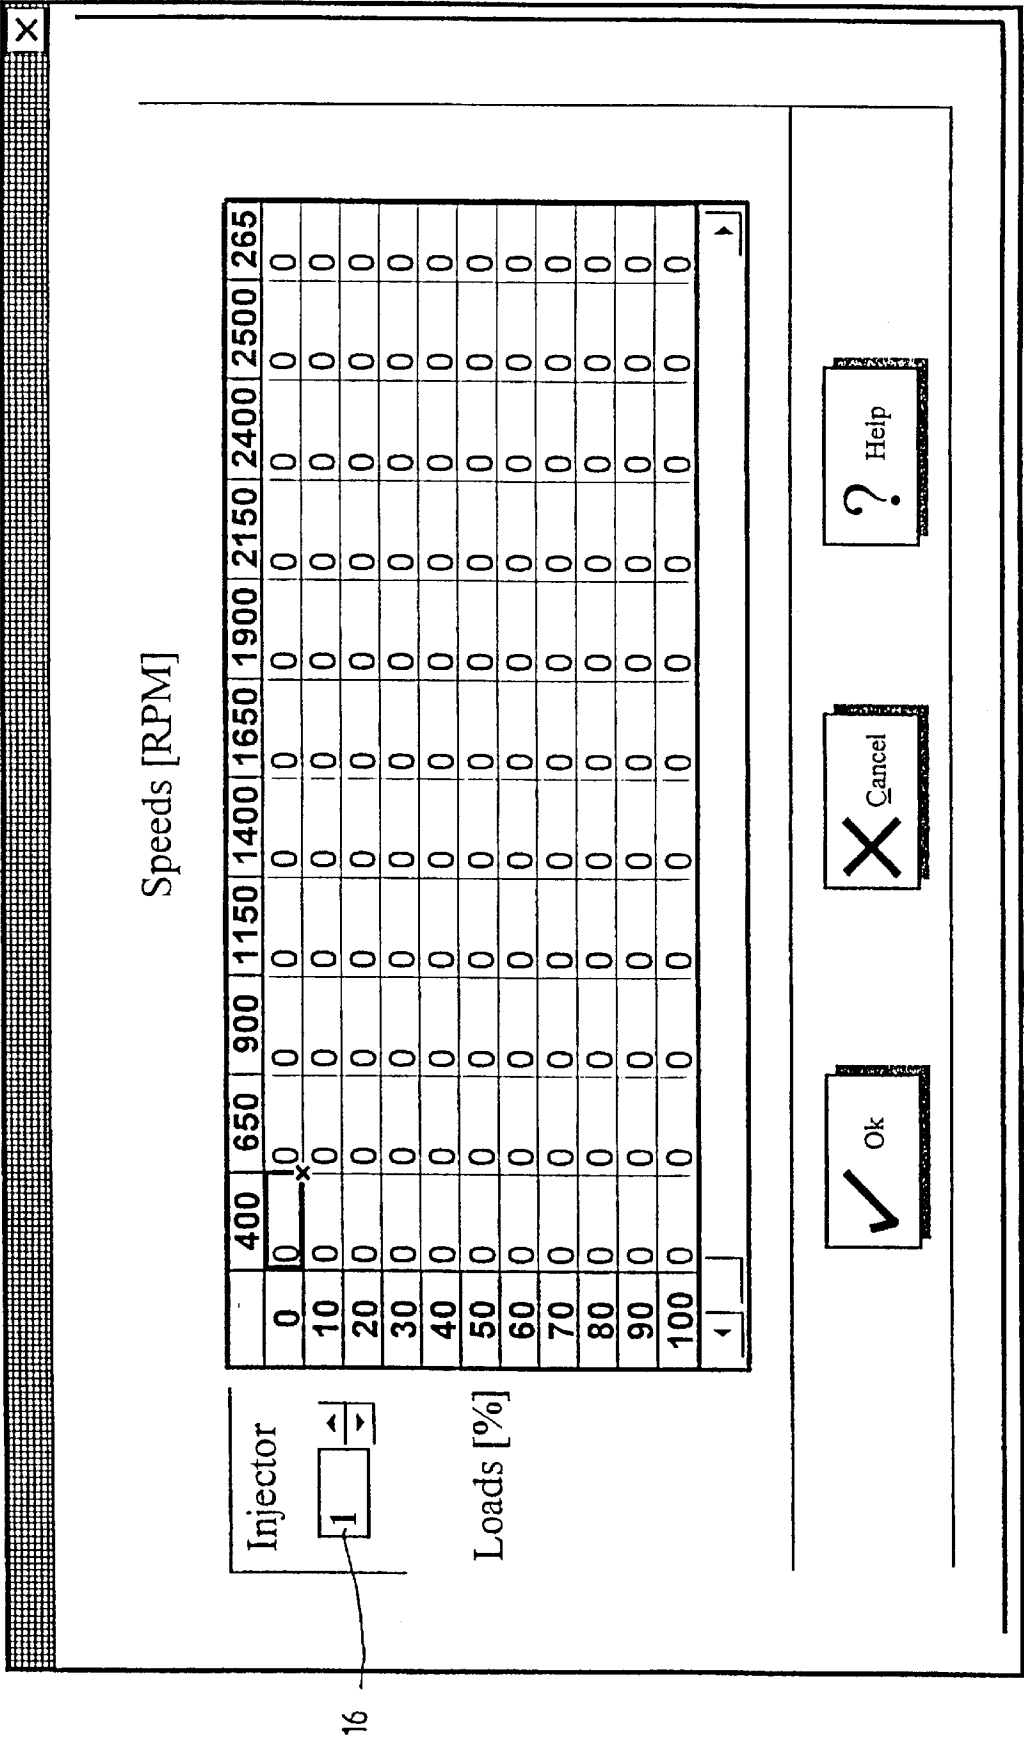 Speeds [RPM]
Injector
1
16
Loads [%]
400 650 900 1150 1400 1650 1900 2150 2400 2500 265
0 0 0 0 0 0 0 0 0 0 0 0
10 0 0 0 0 0 0 0 0 0 0 0
20 0 0 0 0 0 0 0 0 0 0 0
30 0 0 0 0 0 0 0 0 0 0 0
40 0 0 0 0 0 0 0 0 0 0 0
50 0 0 0 0 0 0 0 0 0 0 0
60 0 0 0 0 0 0 0 0 0 0 0
70 0 0 0 0 0 0 0 0 0 0 0
80 0 0 0 0 0 0 0 0 0 0 0
90 0 0 0 0 0 0 0 0 0 0 0
100 0 0 0 0 0 0 0 0 0 0 0
Ok
Cancel
? Help